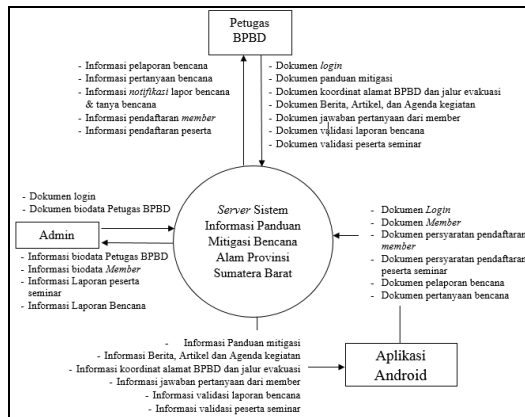 Petugas
BPBD
- Informasi pelaporan bencana
- Informasi pertanyaan bencana
- Informasi notifikasi lapor bencana
& tanya bencana
- Informasi pendaftaran member
- Informasi pendaftaran peserta
- Dokumen login
- Dokumen panduan mitigasi
- Dokumen koordinat alamat BPBD dan jalur evakuasi
- Dokumen Berita, Artikel, dan Agenda kegiatan
- Dokumen jawaban pertanyaan dari member
- Dokumen validasi laporan bencana
- Dokumen validasi peserta seminar
- Dokumen login
- Dokumen biodata Petugas BPBD
Admin
- Informasi biodata Petugas BPBD
- Informasi biodata Member
- Informasi Laporan peserta
seminar
- Informasi Laporan Bencana
Server Sistem
Informasi Panduan
Mitigasi Bencana
Alam Provinsi
Sumatera Barat
- Dokumen Login
- Dokumen Member
- Dokumen persyaratan pendaftaran
member
- Dokumen persyaratan pendaftaran
peserta seminar
- Dokumen pelaporan bencana
- Dokumen pertanyaan bencana
- Informasi Panduan mitigasi
- Informasi Berita, Artikel dan Agenda kegiatan
- Informasi koordinat alamat BPBD dan jalur evakuasi
- Informasi jawaban pertanyaan dari member
- Informasi validasi laporan bencana
- Informasi validasi peserta seminar
Aplikasi
Android